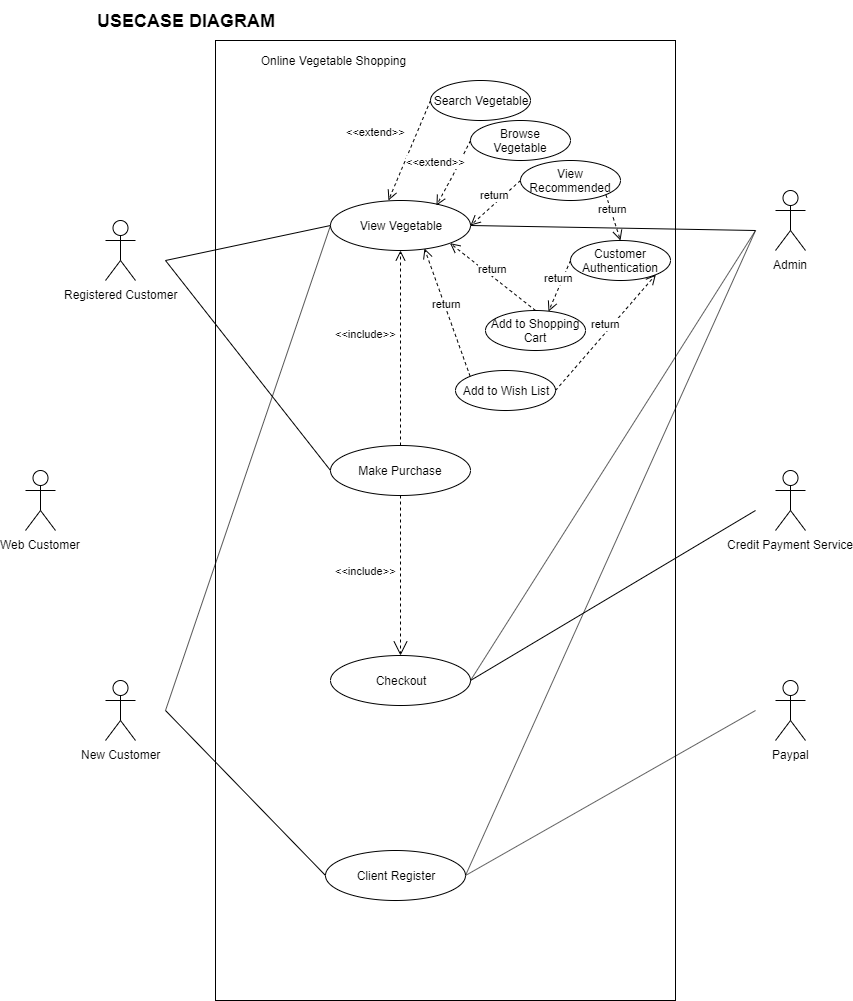 USECASE DIAGRAM
Online Vegetable Shopping
Search Vegetable
<<extend>>
Browse
Vegetable
<<extend>>
View
Recommended
return
return
View Vegetable
Registered Customer
Admin
Customer
Authentication
return
return
return
Add to Shopping
Cart
return
<<include>>
Add to Wish List
Make Purchase
Web Customer
Credit Payment Service
<<include>>
Checkout
New Customer
Paypal
Client Register